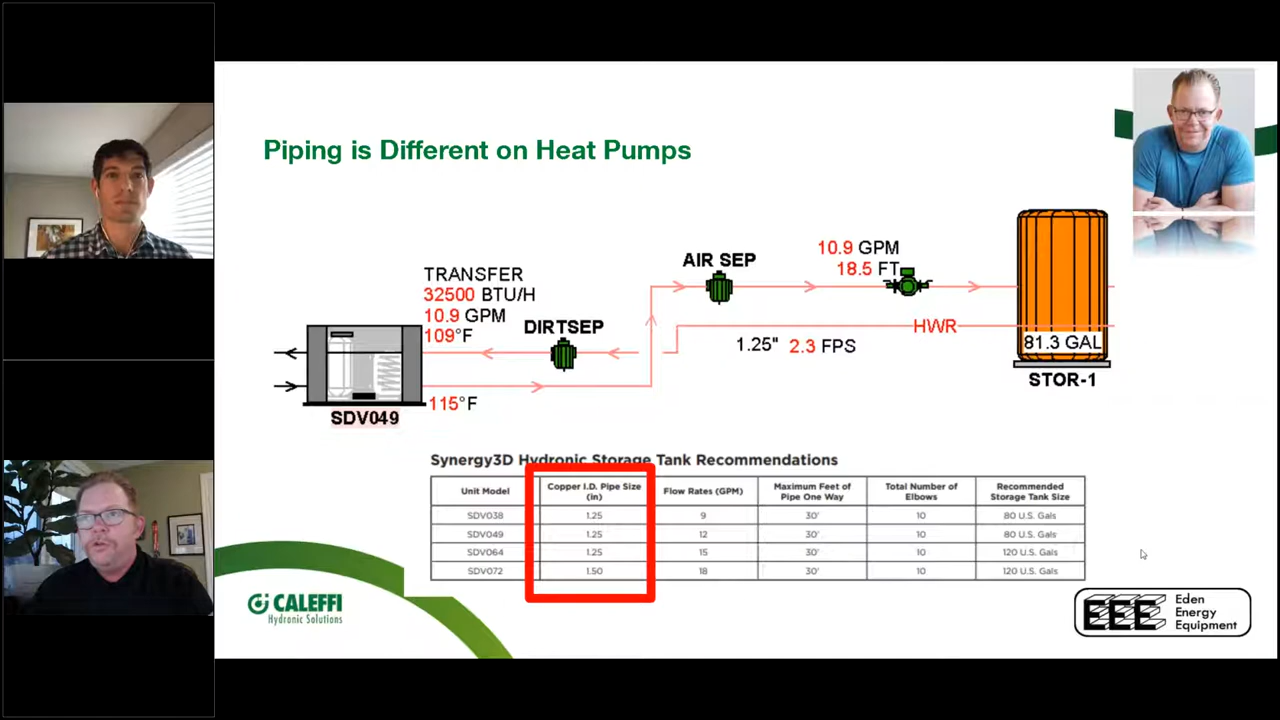 Piping is Different on Heat Pumps
TRANSFER
32500 BTU/H
10.9 GPM
109°F
DIRTSEP
AIR SEP
10.9 GPM
18.5 FT
HWR
1.25" 2.3 FPS
81.3 GAL
STOR-1
115°F
SDV049
Synergy3D Hydronic Storage Tank Recommendations
Unit Model Copper I.D. Pipe Size (in) Flow Rates (GPM) Maximum Feet of Pipe One Way Total Number of Elbows Recommended Storage Tank Size
SDV038 1.25 9 30' 10 80 U.S. Gals
SDV049 1.25 12 30' 10 80 U.S. Gals
SDV064 1.25 15 30' 10 120 U.S. Gals
SDV072 1.50 18 30' 10 120 U.S. Gals
CALEFFI
Hydronic Solutions
EEE
Eden
Energy
Equipment